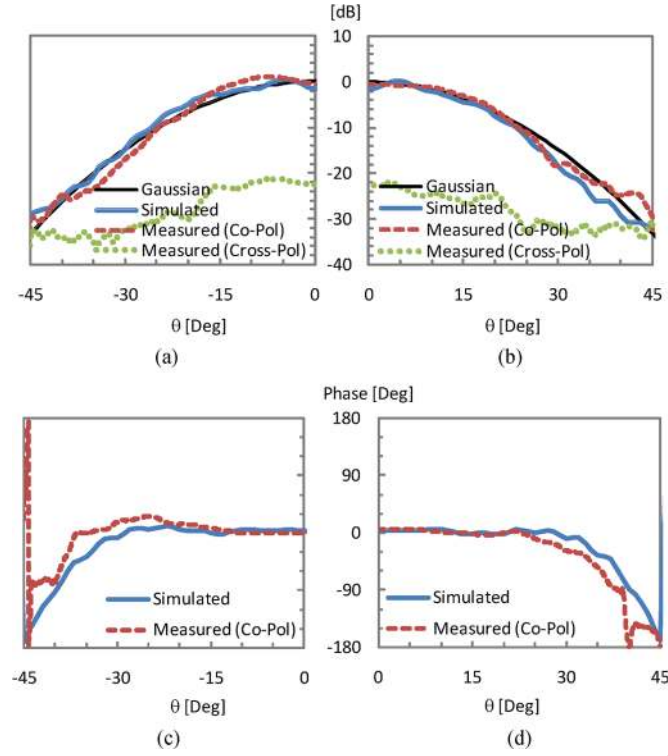 [dB]
10
0
-10
-20
-30
-40
Gaussian
Simulated
Measured (Co-Pol)
Measured (Cross-Pol)
-45 -30 -15 0
θ [Deg]
(a)
Gaussian
Simulated
Measured (Co-Pol)
Measured (Cross-Pol)
0 15 30 45
θ [Deg]
(b)
Phase [Deg]
180
90
0
-90
-180
Simulated
Measured (Co-Pol)
-45 -30 -15 0
θ [Deg]
(c)
Simulated
Measured (Co-Pol)
0 15 30 45
θ [Deg]
(d)